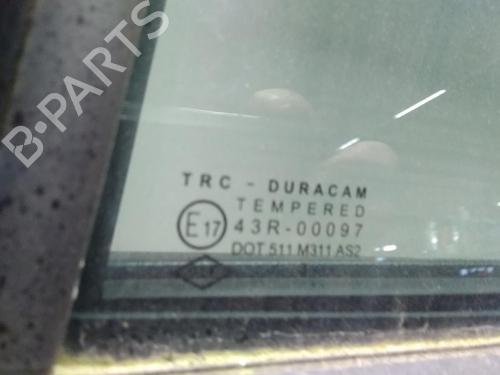 B-PARTS
TRC - DURACAM
TEMPERED
E17 43R-00097
DOT 511 M311 AS2